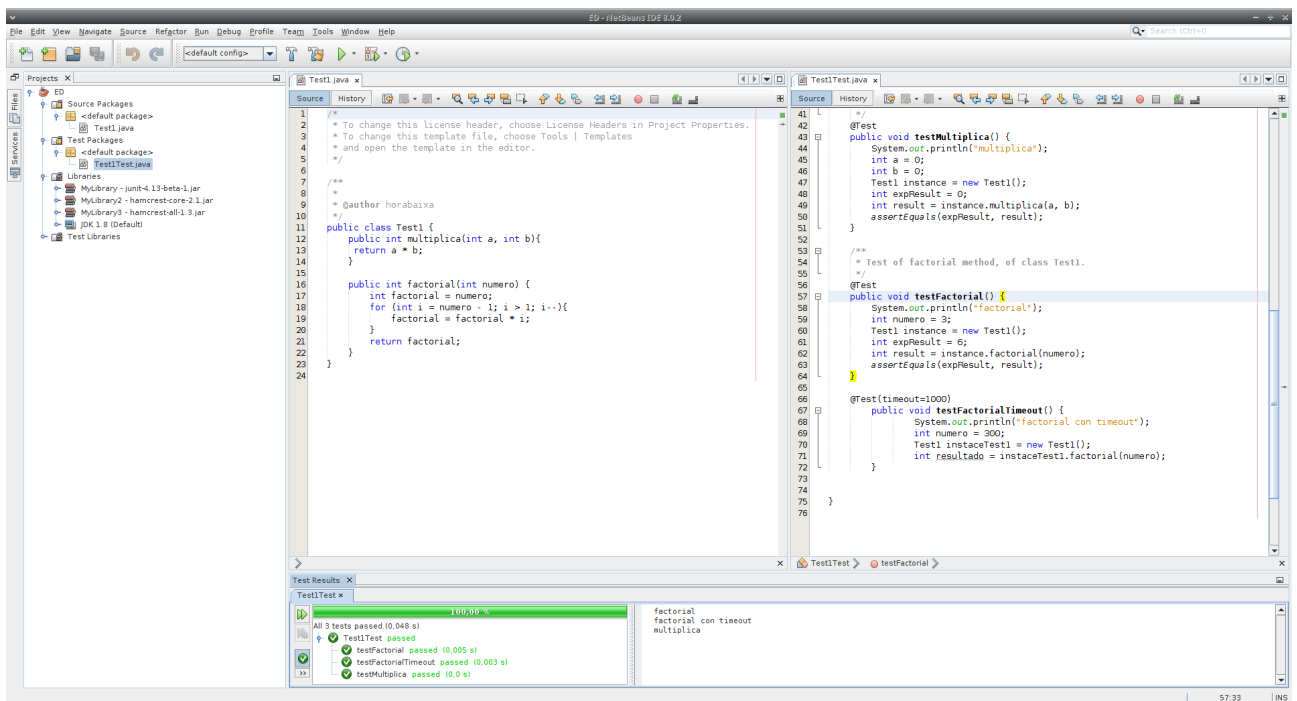 ED - NetBeans IDE 8.0.2
File Edit View Navigate Source Refactor Run Debug Profile Team Tools Window Help
Search (Ctrl+I)
<default config>
Projects
Files
Services
ED
Source Packages
<default package>
Test1.java
Test Packages
<default package>
Test1Test.java
Libraries
MyLibrary - junit-4.13-beta-1.jar
MyLibrary2 - hamcrest-core-2.1.jar
MyLibrary3 - hamcrest-all-1.3.jar
JDK 1.8 (Default)
Test Libraries
Test1.java
Source History
1 /*
2 * To change this license header, choose License Headers in Project Properties.
3 * To change this template file, choose Tools | Templates
4 * and open the template in the editor.
5 */
6
7 /**
8 *
9 * @author horabaixa
10 */
11 public class Test1 {
12 public int multiplica(int a, int b){
13 return a * b;
14 }
15
16 public int factorial(int numero) {
17 int factorial = numero;
18 for (int i = numero - 1; i > 1; i--){
19 factorial = factorial * i;
20 }
21 return factorial;
22 }
23 }
24
Test1Test.java
Source History
41 */
42 @Test
43 public void testMultiplica() {
44 System.out.println("multiplica");
45 int a = 0;
46 int b = 0;
47 Test1 instance = new Test1();
48 int expResult = 0;
49 int result = instance.multiplica(a, b);
50 assertEquals(expResult, result);
51 }
52
53 /**
54 * Test of factorial method, of class Test1.
55 */
56 @Test
57 public void testFactorial() {
58 System.out.println("factorial");
59 int numero = 3;
60 Test1 instance = new Test1();
61 int expResult = 6;
62 int result = instance.factorial(numero);
63 assertEquals(expResult, result);
64 }
65
66 @Test(timeout=1000)
67 public void testFactorialTimeout() {
68 System.out.println("factorial con timeout");
69 int numero = 300;
70 Test1 instaceTest1 = new Test1();
71 int resultado = instaceTest1.factorial(numero);
72 }
73
74
75 }
76
Test1Test testFactorial
Test Results
Test1Test
100,00 %
All 3 tests passed.(0,048 s)
Test1Test passed
testFactorial passed (0,005 s)
testFactorialTimeout passed (0,003 s)
testMultiplica passed (0,0 s)
factorial
factorial con timeout
multiplica
57:33 INS